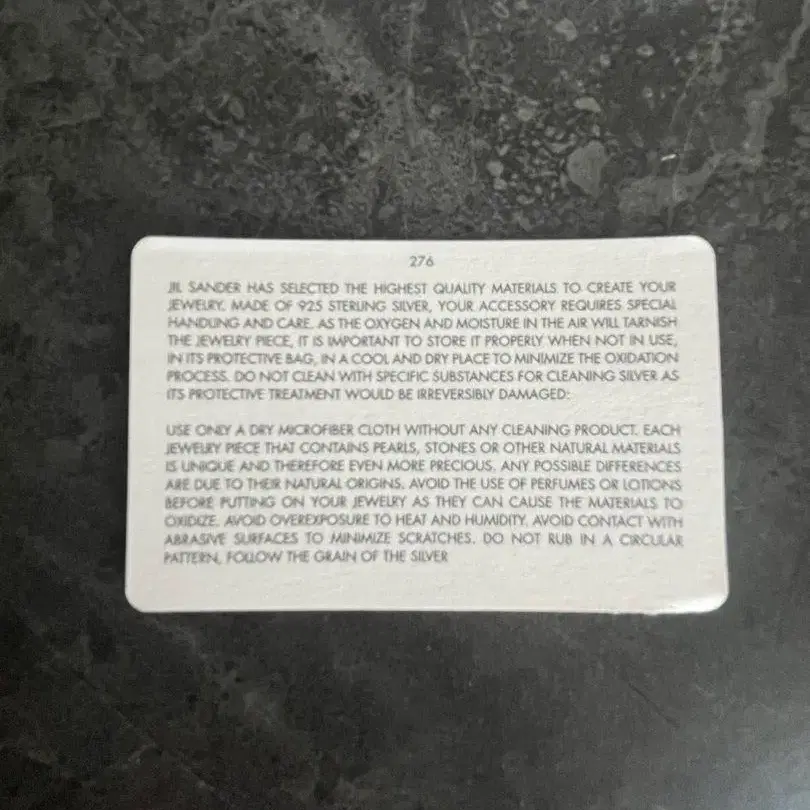 276
JIL SANDER HAS SELECTED THE HIGHEST QUALITY MATERIALS TO CREATE YOUR
JEWELRY. MADE OF 925 STERLING SILVER, YOUR ACCESSORY REQUIRES SPECIAL
HANDLING AND CARE. AS THE OXYGEN AND MOISTURE IN THE AIR WILL TARNISH
THE JEWELRY PIECE, IT IS IMPORTANT TO STORE IT PROPERLY WHEN NOT IN USE,
IN ITS PROTECTIVE BAG, IN A COOL AND DRY PLACE TO MINIMIZE THE OXIDATION
PROCESS. DO NOT CLEAN WITH SPECIFIC SUBSTANCES FOR CLEANING SILVER AS
ITS PROTECTIVE TREATMENT WOULD BE IRREVERSIBLY DAMAGED:
USE ONLY A DRY MICROFIBER CLOTH WITHOUT ANY CLEANING PRODUCT. EACH
JEWELRY PIECE THAT CONTAINS PEARLS, STONES OR OTHER NATURAL MATERIALS
IS UNIQUE AND THEREFORE EVEN MORE PRECIOUS. ANY POSSIBLE DIFFERENCES
ARE DUE TO THEIR NATURAL ORIGINS. AVOID THE USE OF PERFUMES OR LOTIONS
BEFORE PUTTING ON YOUR JEWELRY AS THEY CAN CAUSE THE MATERIALS TO
OXIDIZE. AVOID OVEREXPOSURE TO HEAT AND HUMIDITY. AVOID CONTACT WITH
ABRASIVE SURFACES TO MINIMIZE SCRATCHES. DO NOT RUB IN A CIRCULAR
PATTERN, FOLLOW THE GRAIN OF THE SILVER